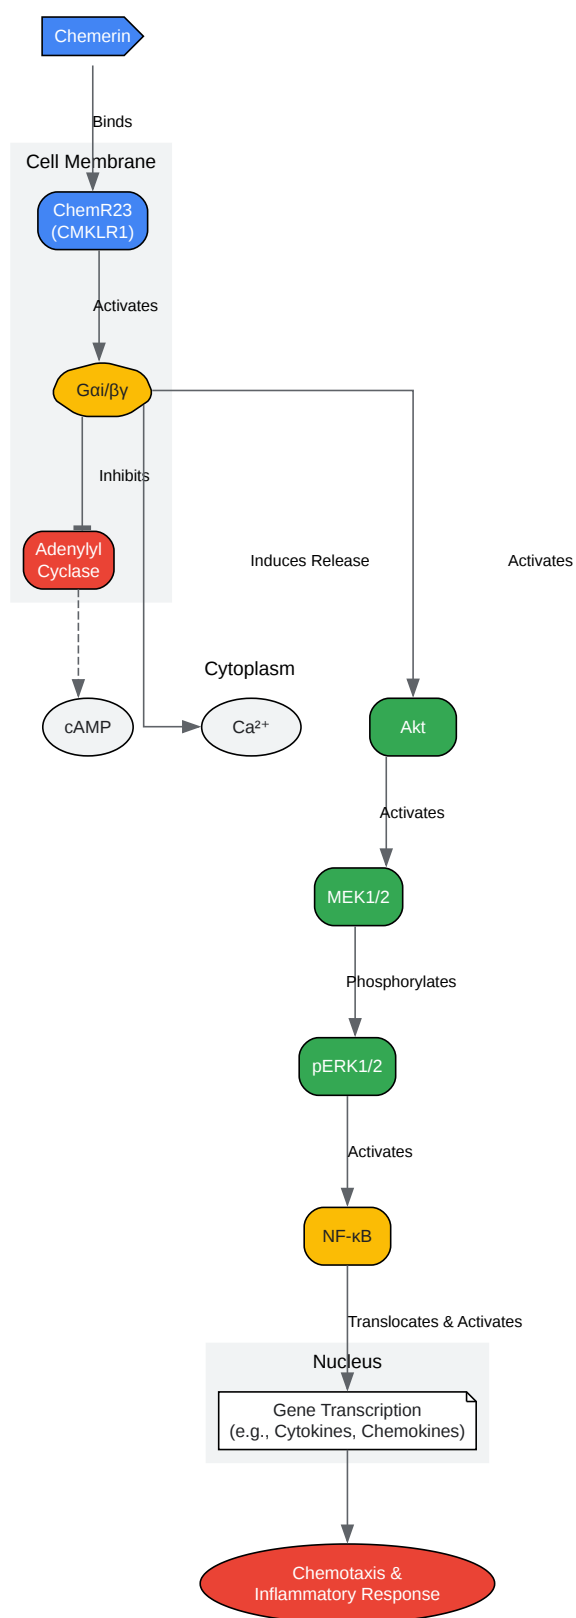 Chemerin
Binds
Cell Membrane
ChemR23
(CMKLR1)
Activates
Gαi/βγ
Inhibits
Adenylyl
Cyclase
Induces Release
Activates
Cytoplasm
cAMP
Ca²⁺
Akt
Activates
MEK1/2
Phosphorylates
pERK1/2
Activates
NF-κB
Translocates & Activates
Nucleus
Gene Transcription
(e.g., Cytokines, Chemokines)
Chemotaxis &
Inflammatory Response